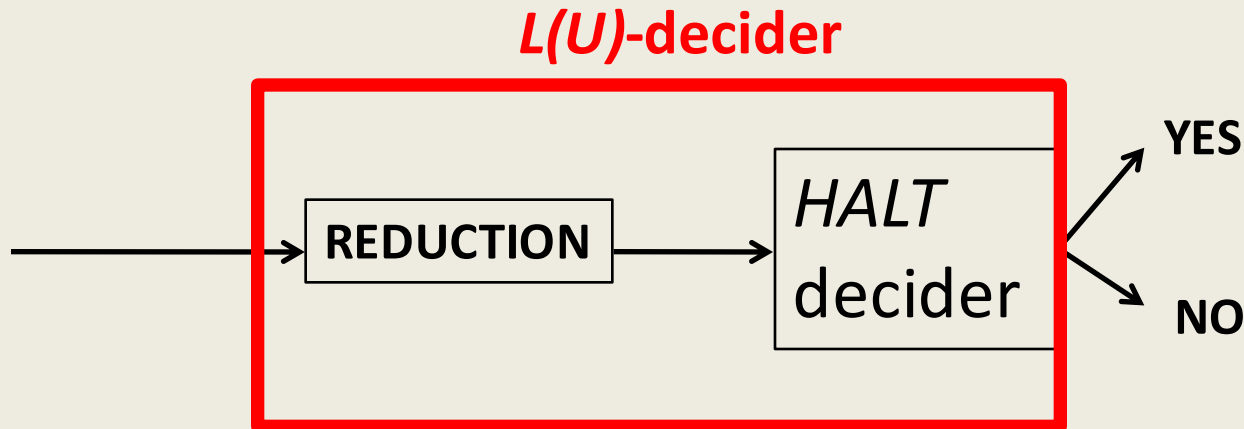 L(U)-decider
YES
REDUCTION
HALT
decider
NO